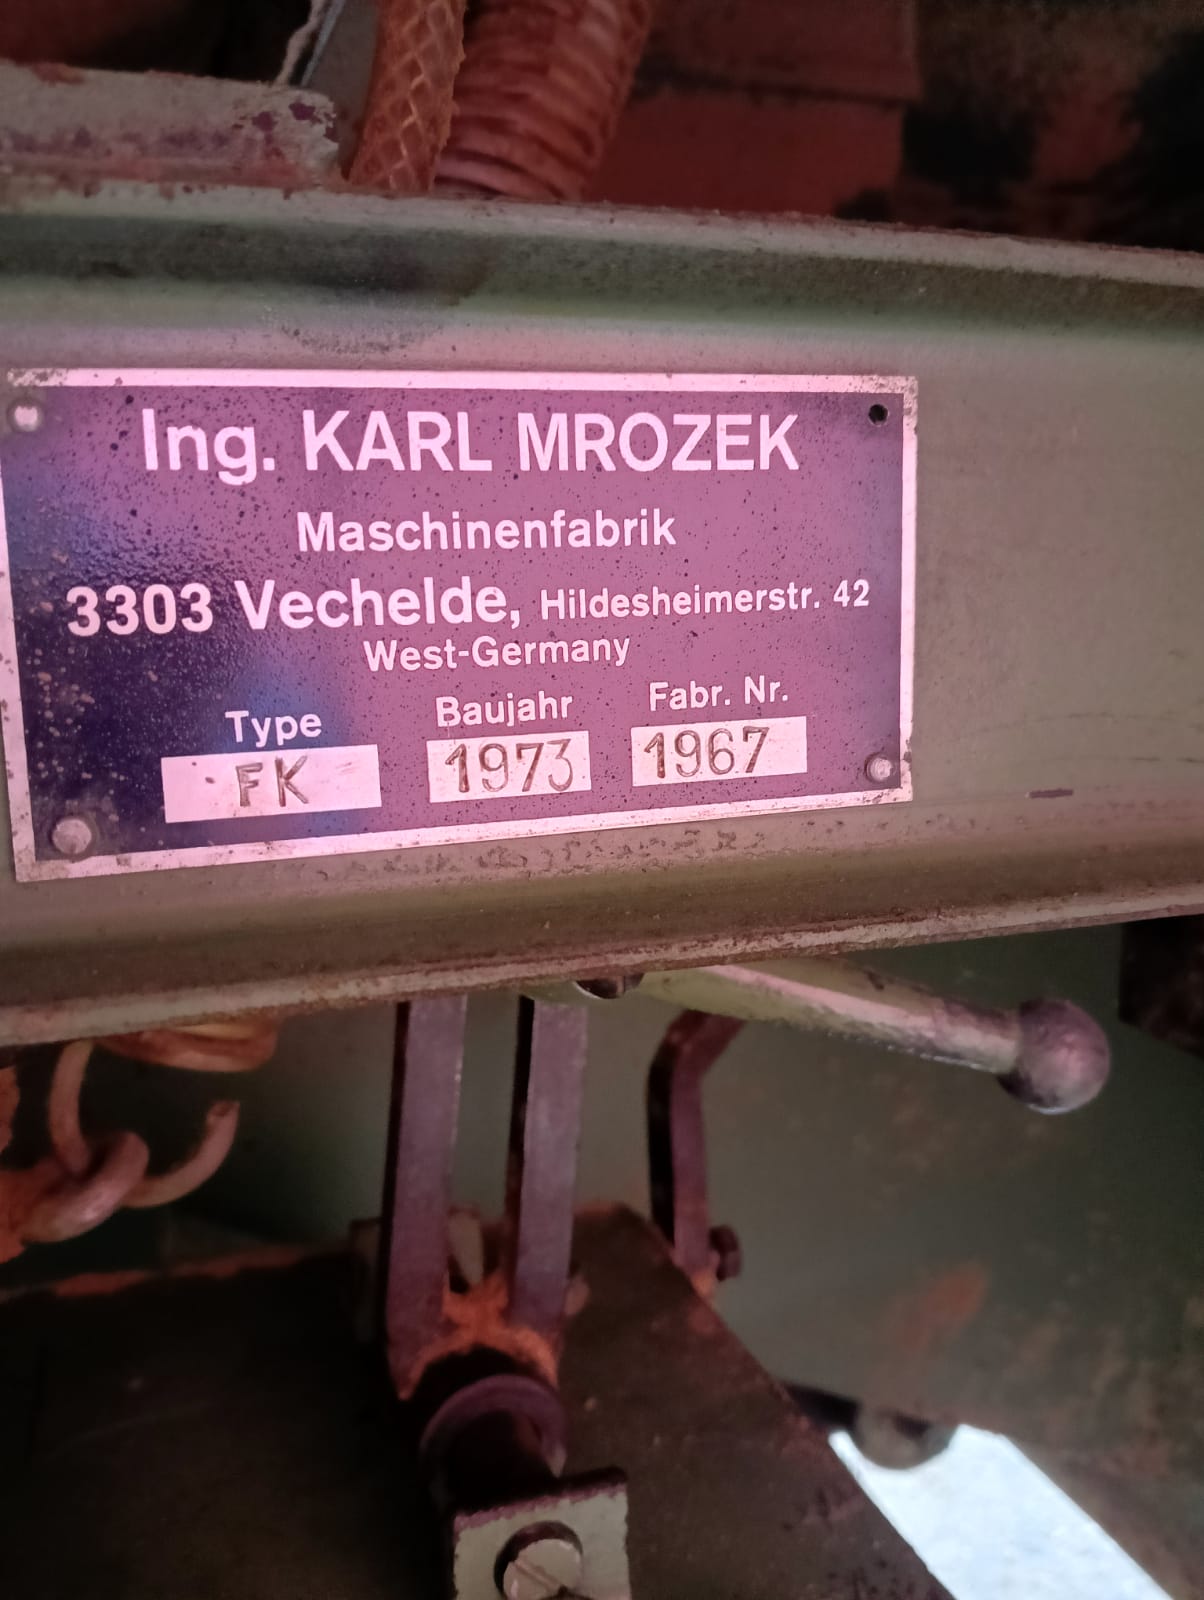 Ing. KARL MROZEK
Maschinenfabrik
3303 Vechelde, Hildesheimerstr. 42
West-Germany
Type Baujahr Fabr. Nr.
FK 1973 1967